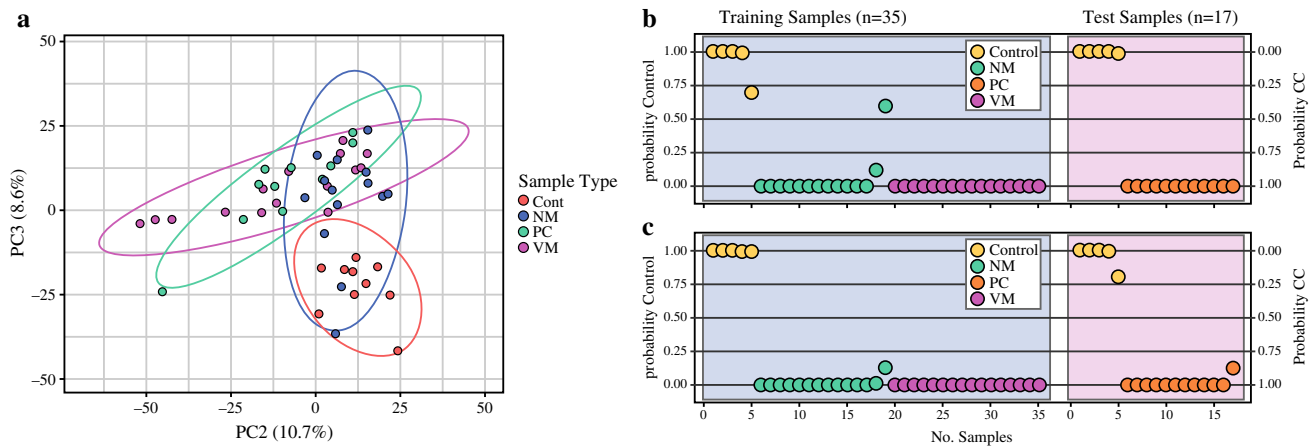 a
50
25
0
−25
−50
PC3 (8.6%)
−50
−25
0
25
50
PC2 (10.7%)
Sample Type
Cont
NM
PC
VM
b
Training Samples (n=35)
Test Samples (n=17)
probability Control
1.00
0.75
0.50
0.25
0.00
Control
NM
PC
VM
0.00
0.25
0.50
0.75
1.00
Probability CC
c
probability Control
1.00
0.75
0.50
0.25
0.00
Control
NM
PC
VM
0.00
0.25
0.50
0.75
1.00
Probability CC
0 5 10 15 20 25 30 35 0 5 10 15
No. Samples